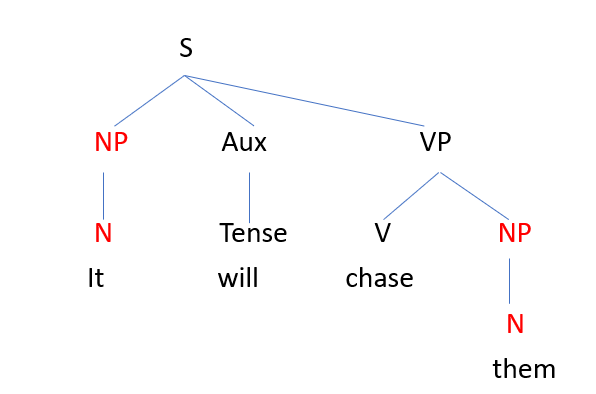 S
NP Aux VP
N Tense V NP
It will chase
N
them